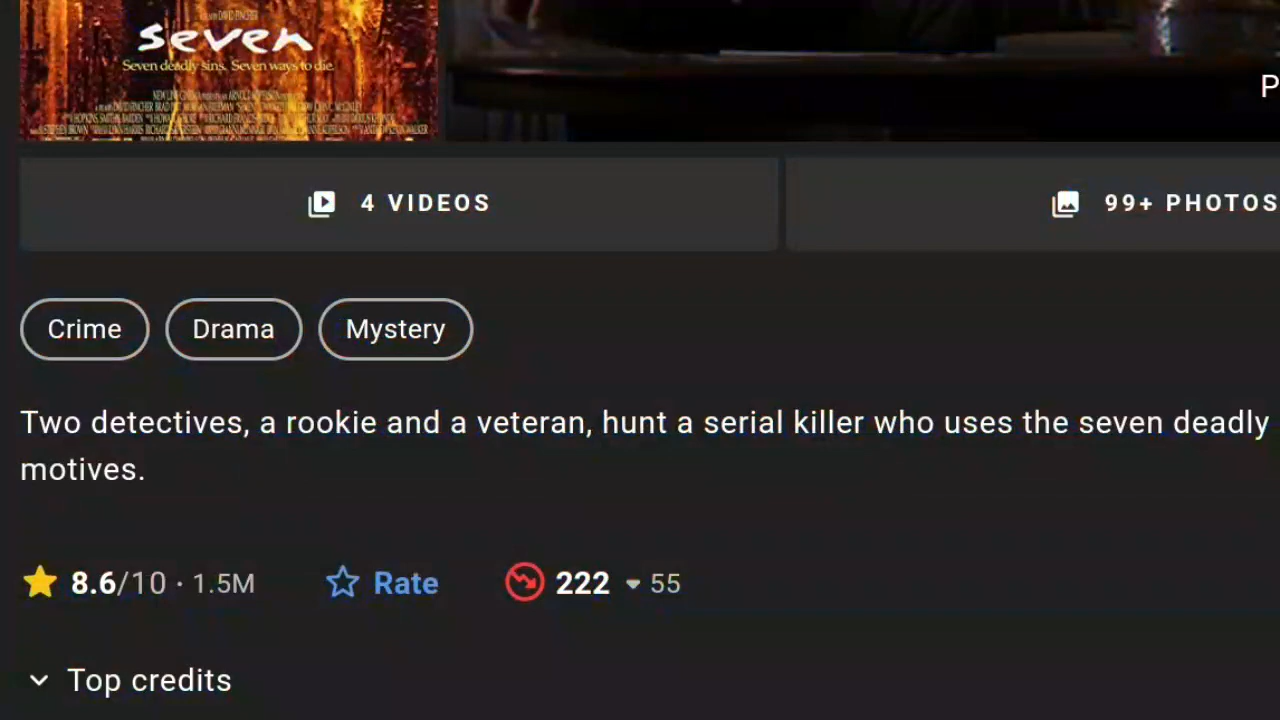 seven
Seven deadly sins. Seven ways to die.
P
4 VIDEOS
99+ PHOTOS
Crime
Drama
Mystery
Two detectives, a rookie and a veteran, hunt a serial killer who uses the seven deadly
motives.
8.6/10 · 1.5M
Rate
222 55
Top credits